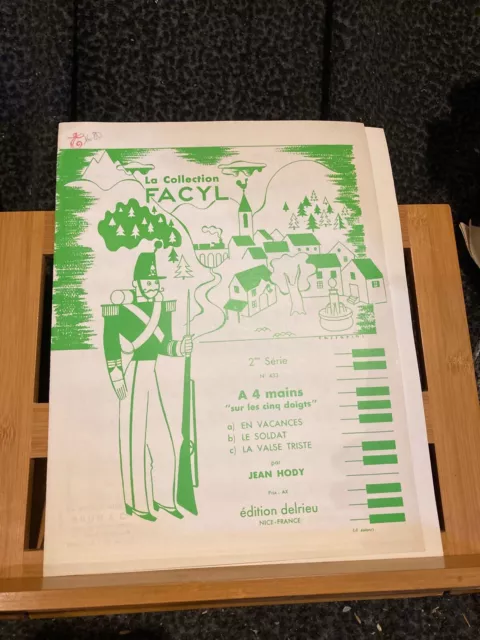 La Collection
FACYL
2me Série
A 4 mains
"sur les cinq doigts"
a) EN VACANCES
b) LE SOLDAT
c) LA VALSE TRISTE
par
JEAN HODY
édition delrieu
NICE-FRANCE